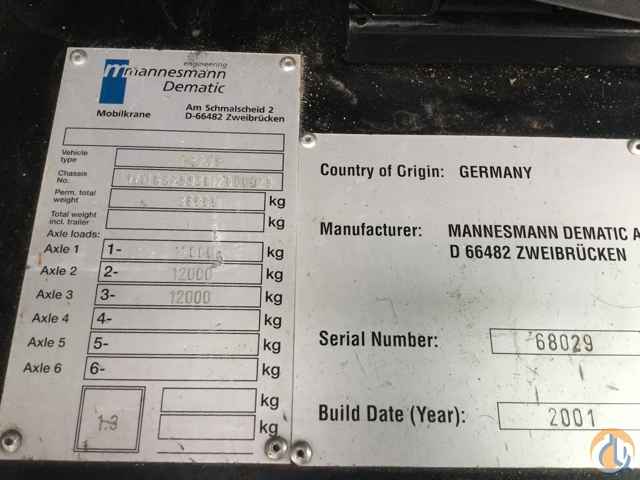 engineering
mannesmann
Dematic
Am Schmalscheid 2
Mobilkrane D-66482 Zweibrücken
Vehicle
type
Chassis
No.
Perm. total
weight kg
Total weight
incl. trailer kg
Axle loads:
Axle 1 1- kg
Axle 2 2- 12000 kg
Axle 3 3- 12000 kg
Axle 4 4- kg
Axle 5 5- kg
Axle 6 6- kg
1.3 kg
kg
Country of Origin: GERMANY
Manufacturer: MANNESMANN DEMATIC A
D 66482 ZWEIBRÜCKEN
Serial Number: 68029
Build Date (Year): 2001